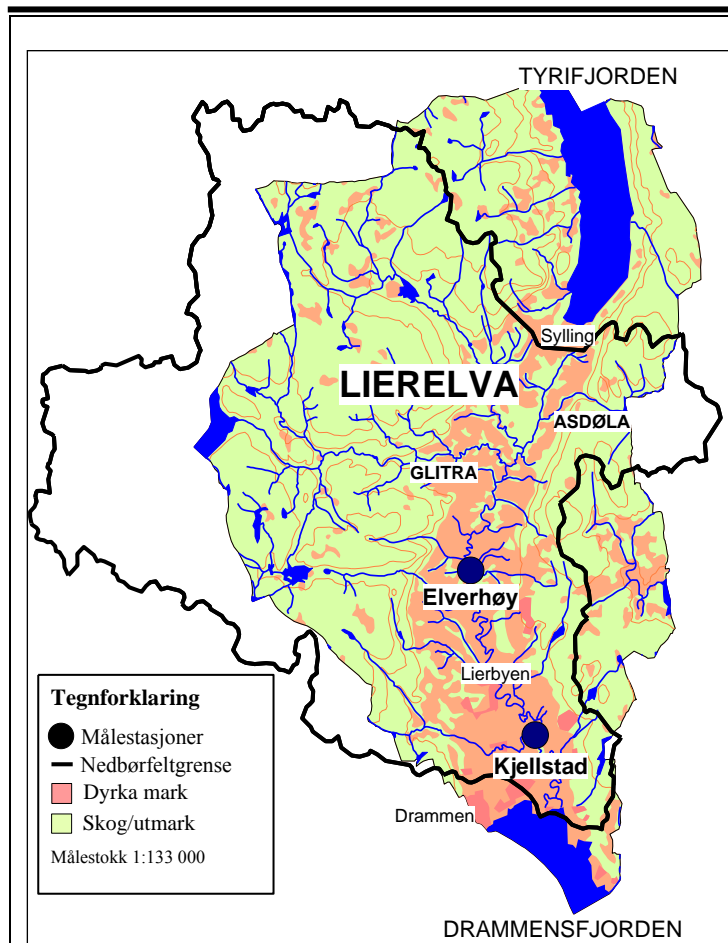 TYRIFJORDEN
Sylling
LIERELVA
ASDØLA
GLITRA
Elverhøy
Lierbyen
Kjellstad
Drammen
DRAMMENSFJORDEN
Tegnforklaring
Målestasjoner
Nedbørfeltgrense
Dyrka mark
Skog/utmark
Målestokk 1:133 000